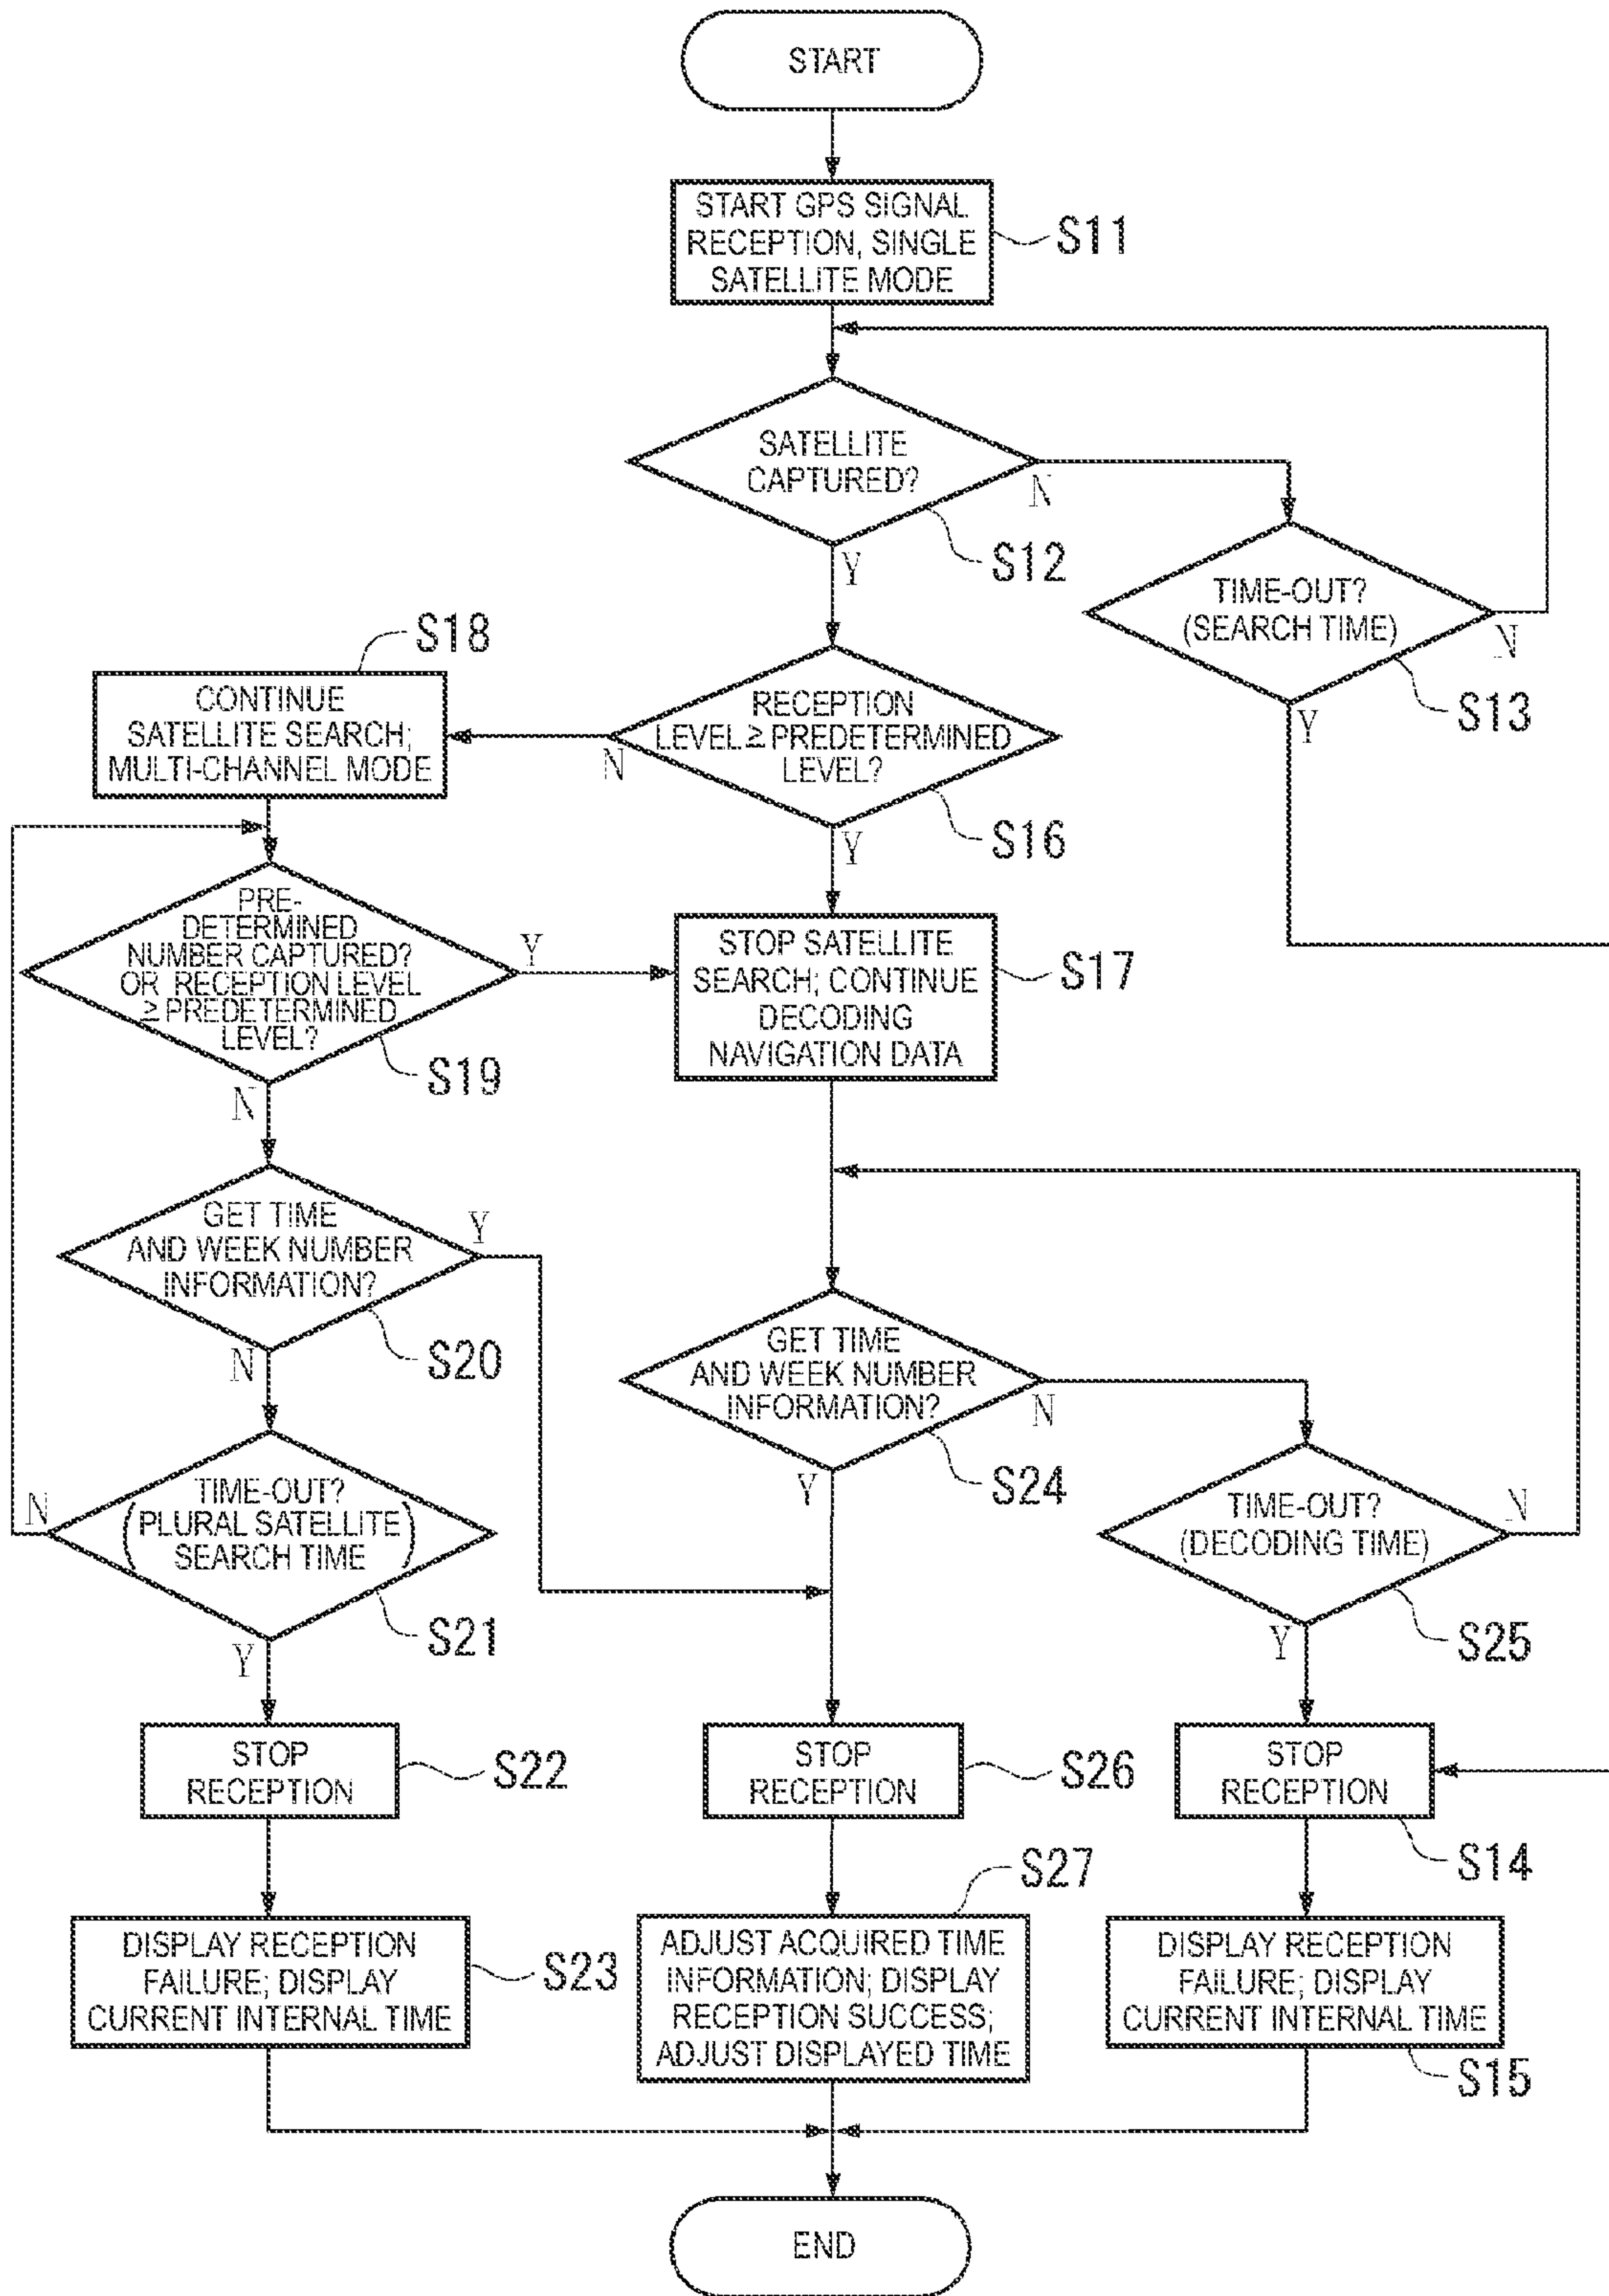 START
START GPS SIGNAL
RECEPTION, SINGLE
SATELLITE MODE
S11
SATELLITE
CAPTURED?
N
S12
Y
TIME-OUT?
(SEARCH TIME)
N
S13
Y
S18
CONTINUE
SATELLITE SEARCH;
MULTI-CHANNEL MODE
RECEPTION
LEVEL ≥ PREDETERMINED
LEVEL?
N
S16
Y
PRE-
DETERMINED
NUMBER CAPTURED?
OR RECEPTION LEVEL
≥ PREDETERMINED
LEVEL?
Y
S19
N
STOP SATELLITE
SEARCH; CONTINUE
DECODING
NAVIGATION DATA
S17
GET TIME
AND WEEK NUMBER
INFORMATION?
Y
S20
N
GET TIME
AND WEEK NUMBER
INFORMATION?
N
S24
Y
TIME-OUT?
(PLURAL SATELLITE
SEARCH TIME)
N
S21
Y
TIME-OUT?
(DECODING TIME)
N
S25
Y
STOP
RECEPTION
S22
STOP
RECEPTION
S26
STOP
RECEPTION
S14
DISPLAY RECEPTION
FAILURE; DISPLAY
CURRENT INTERNAL TIME
S23
S27
ADJUST ACQUIRED TIME
INFORMATION; DISPLAY
RECEPTION SUCCESS;
ADJUST DISPLAYED TIME
DISPLAY RECEPTION
FAILURE; DISPLAY
CURRENT INTERNAL TIME
S15
END